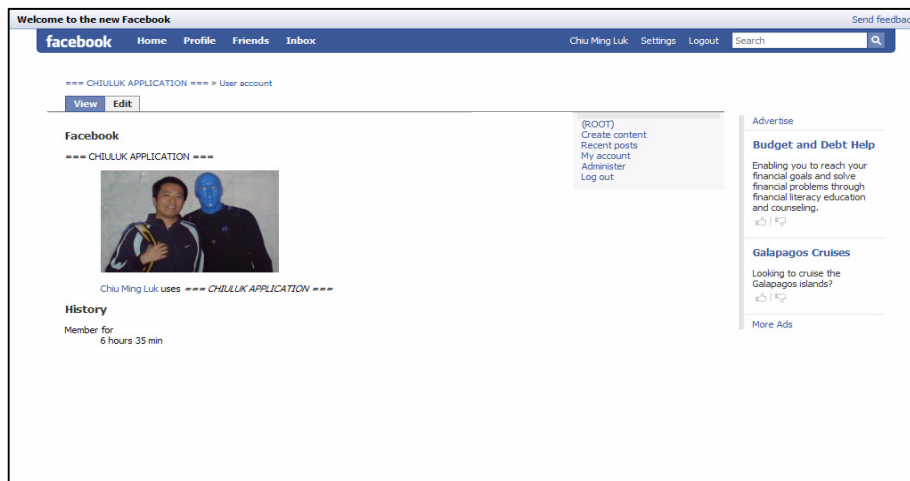 Welcome to the new Facebook
Send feedbac
facebook Home Profile Friends Inbox
Chiu Ming Luk Settings Logout Search
=== CHIULUK APPLICATION === » User account
View Edit
Facebook
=== CHIULUK APPLICATION ===
Chiu Ming Luk uses === CHIULUK APPLICATION ===
History
Member for
6 hours 35 min
(ROOT)
Create content
Recent posts
My account
Administer
Log out
Advertise
Budget and Debt Help
Enabling you to reach your
financial goals and solve
financial problems through
financial literacy education
and counseling.
Galapagos Cruises
Looking to cruise the
Galapagos islands?
More Ads